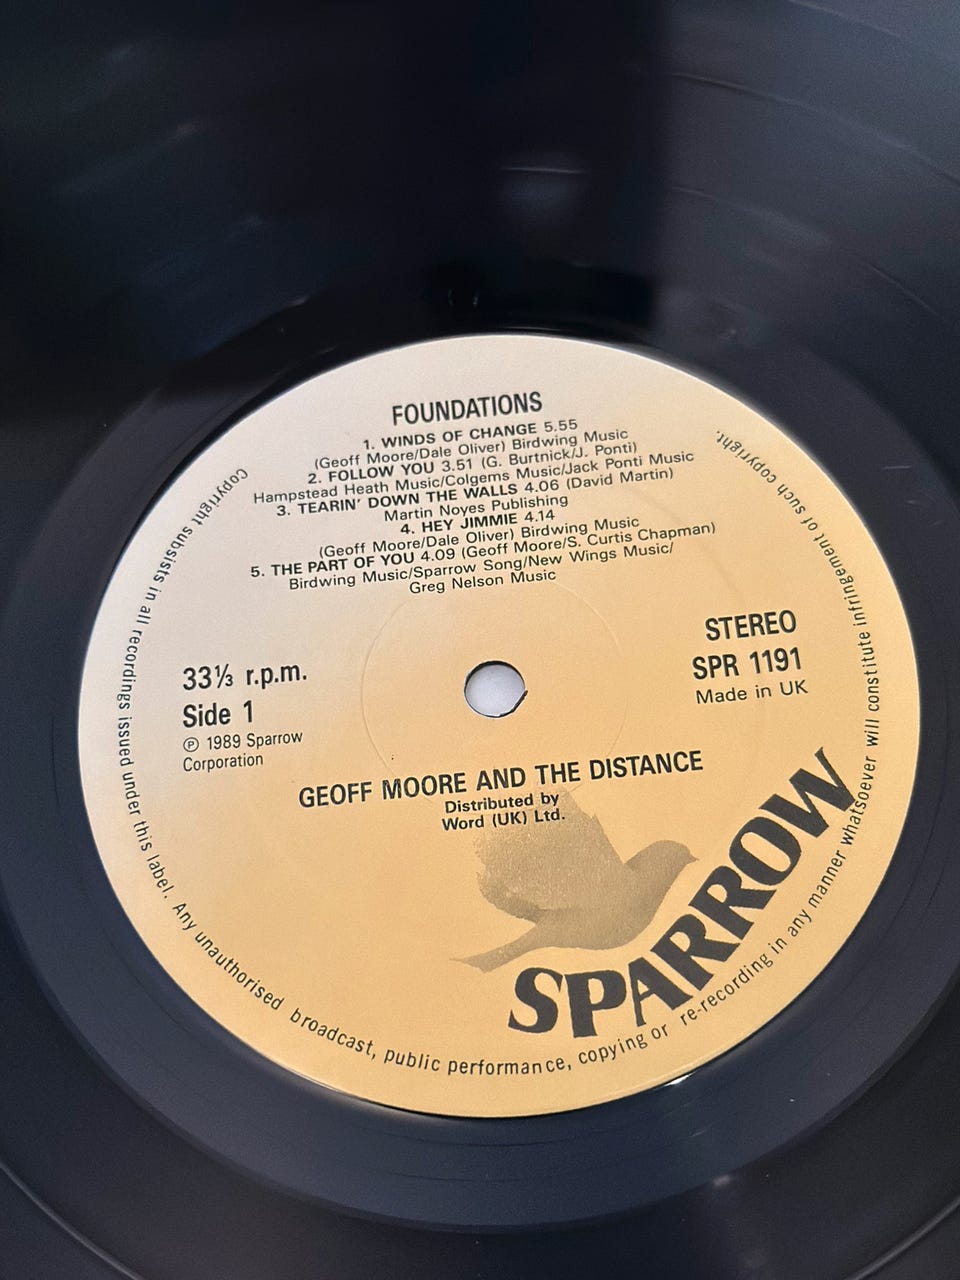 FOUNDATIONS
1. WINDS OF CHANGE 5.55
(Geoff Moore/Dale Oliver) Birdwing Music
2. FOLLOW YOU 3.51 (G. Burtnick/J. Ponti)
Hampstead Heath Music/Colgems Music/Jack Ponti Music
3. TEARIN' DOWN THE WALLS 4.06 (David Martin)
Martin Noyes Publishing
4. HEY JIMMIE 4.14
(Geoff Moore/Dale Oliver) Birdwing Music
5. THE PART OF YOU 4.09 (Geoff Moore/S. Curtis Chapman)
Birdwing Music/Sparrow Song/New Wings Music/
Greg Nelson Music
33⅓ r.p.m.
Side 1
℗ 1989 Sparrow
Corporation
STEREO
SPR 1191
Made in UK
GEOFF MOORE AND THE DISTANCE
Distributed by
Word (UK) Ltd.
SPARROW
Copyright subsists in all recordings issued under this label. Any unauthorised broadcast, public performance, copying or re-recording in any manner whatsoever will constitute infringement of such copyright.